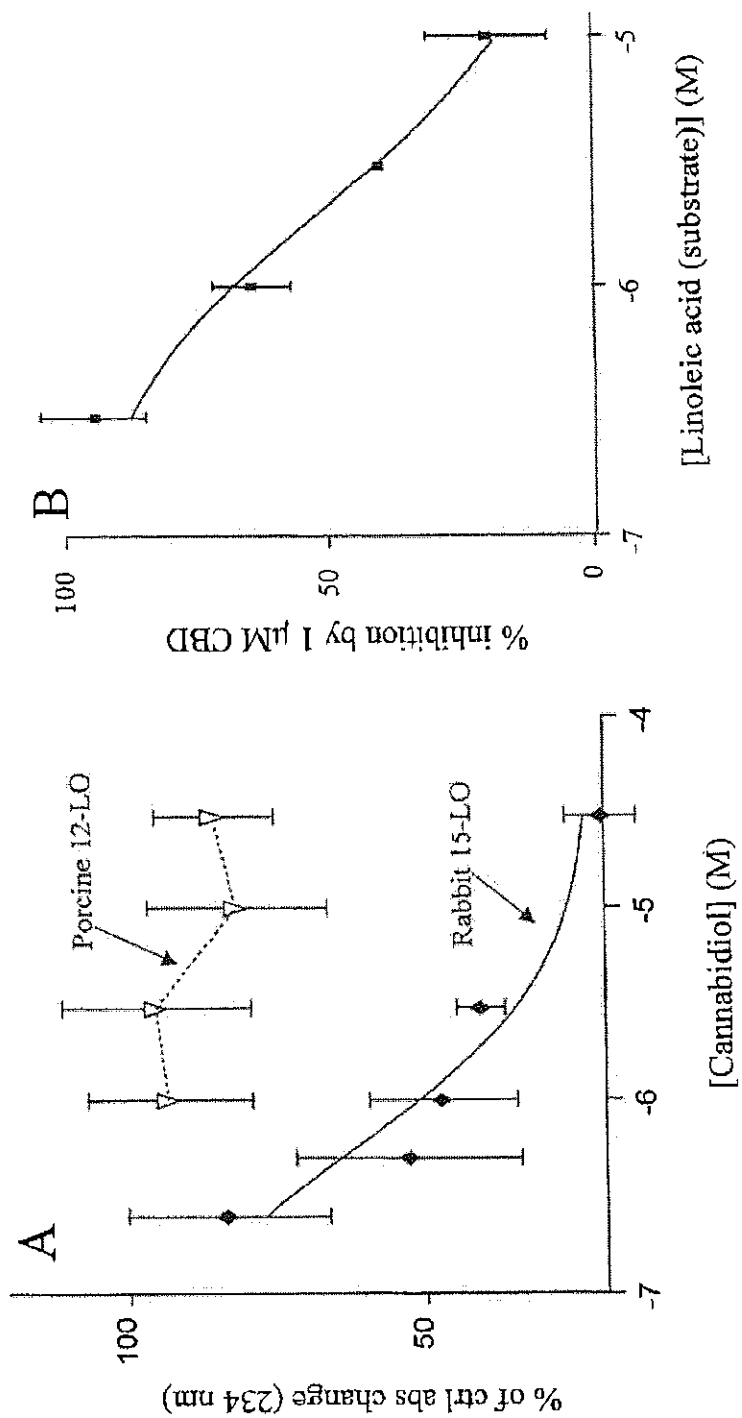 A
% of ctrl abs change (234 nm)
100
50
Porcine 12-LO
Rabbit 15-LO
-7
-6
-5
-4
[Cannabidiol] (M)
B
% inhibition by 1 µM CBD
100
50
0
-7
-6
-5
[Linoleic acid (substrate)] (M)